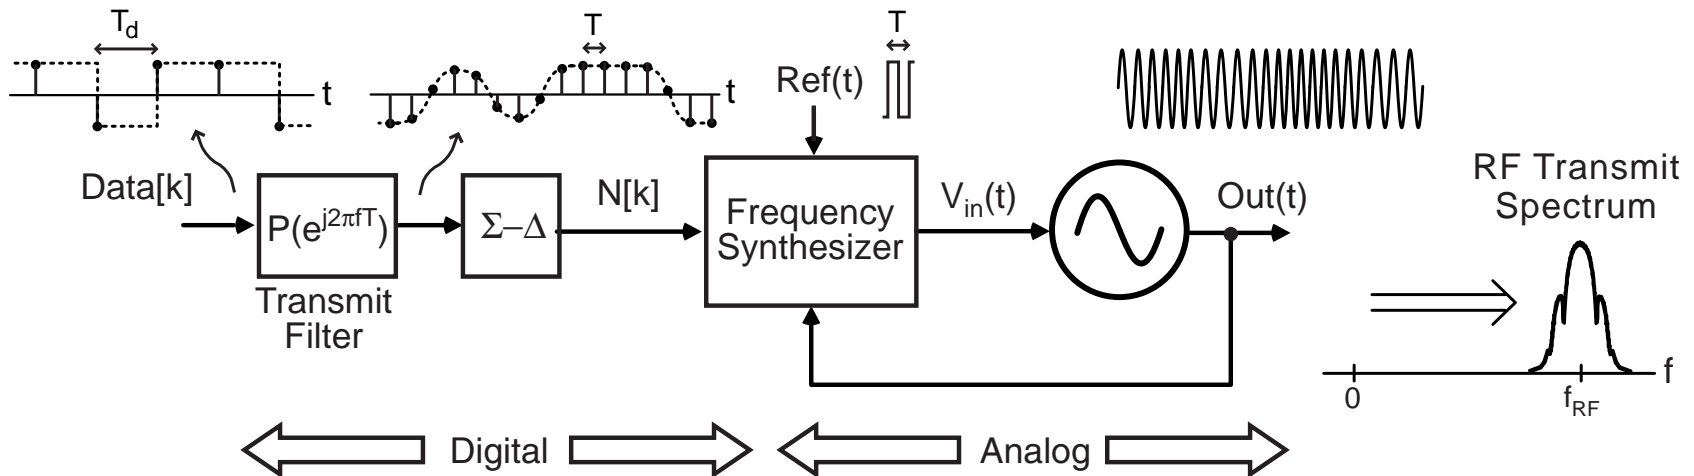 T_d
t
T
t
Ref(t)
T
Data[k]
P(e^{j2πfT})
Transmit
Filter
Σ−Δ
N[k]
Frequency
Synthesizer
V_in(t)
Out(t)
RF Transmit
Spectrum
0
f_RF
f
Digital
Analog